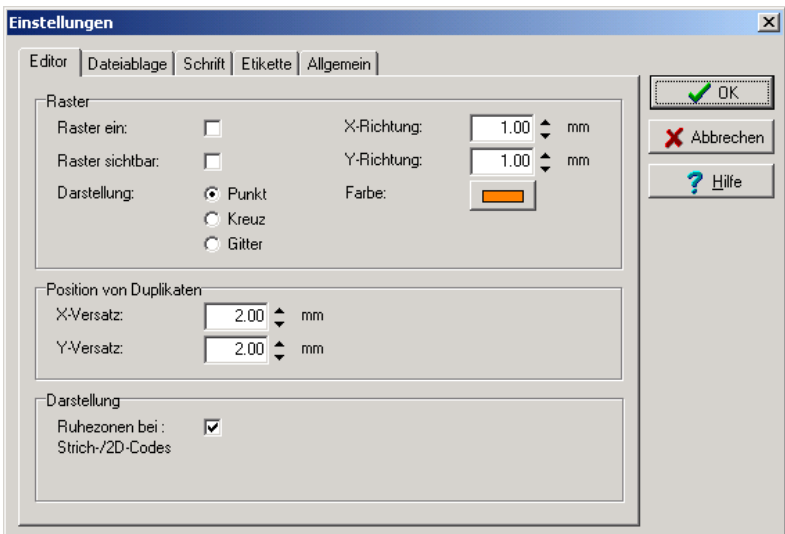 Einstellungen
Editor Dateiablage Schrift Etikette Allgemein
OK
Abbrechen
Hilfe
Raster
Raster ein: X-Richtung: 1.00 mm
Raster sichtbar: Y-Richtung: 1.00 mm
Darstellung: Punkt Farbe:
Kreuz
Gitter
Position von Duplikaten
X-Versatz: 2.00 mm
Y-Versatz: 2.00 mm
Darstellung
Ruhezonen bei :
Strich-/2D-Codes